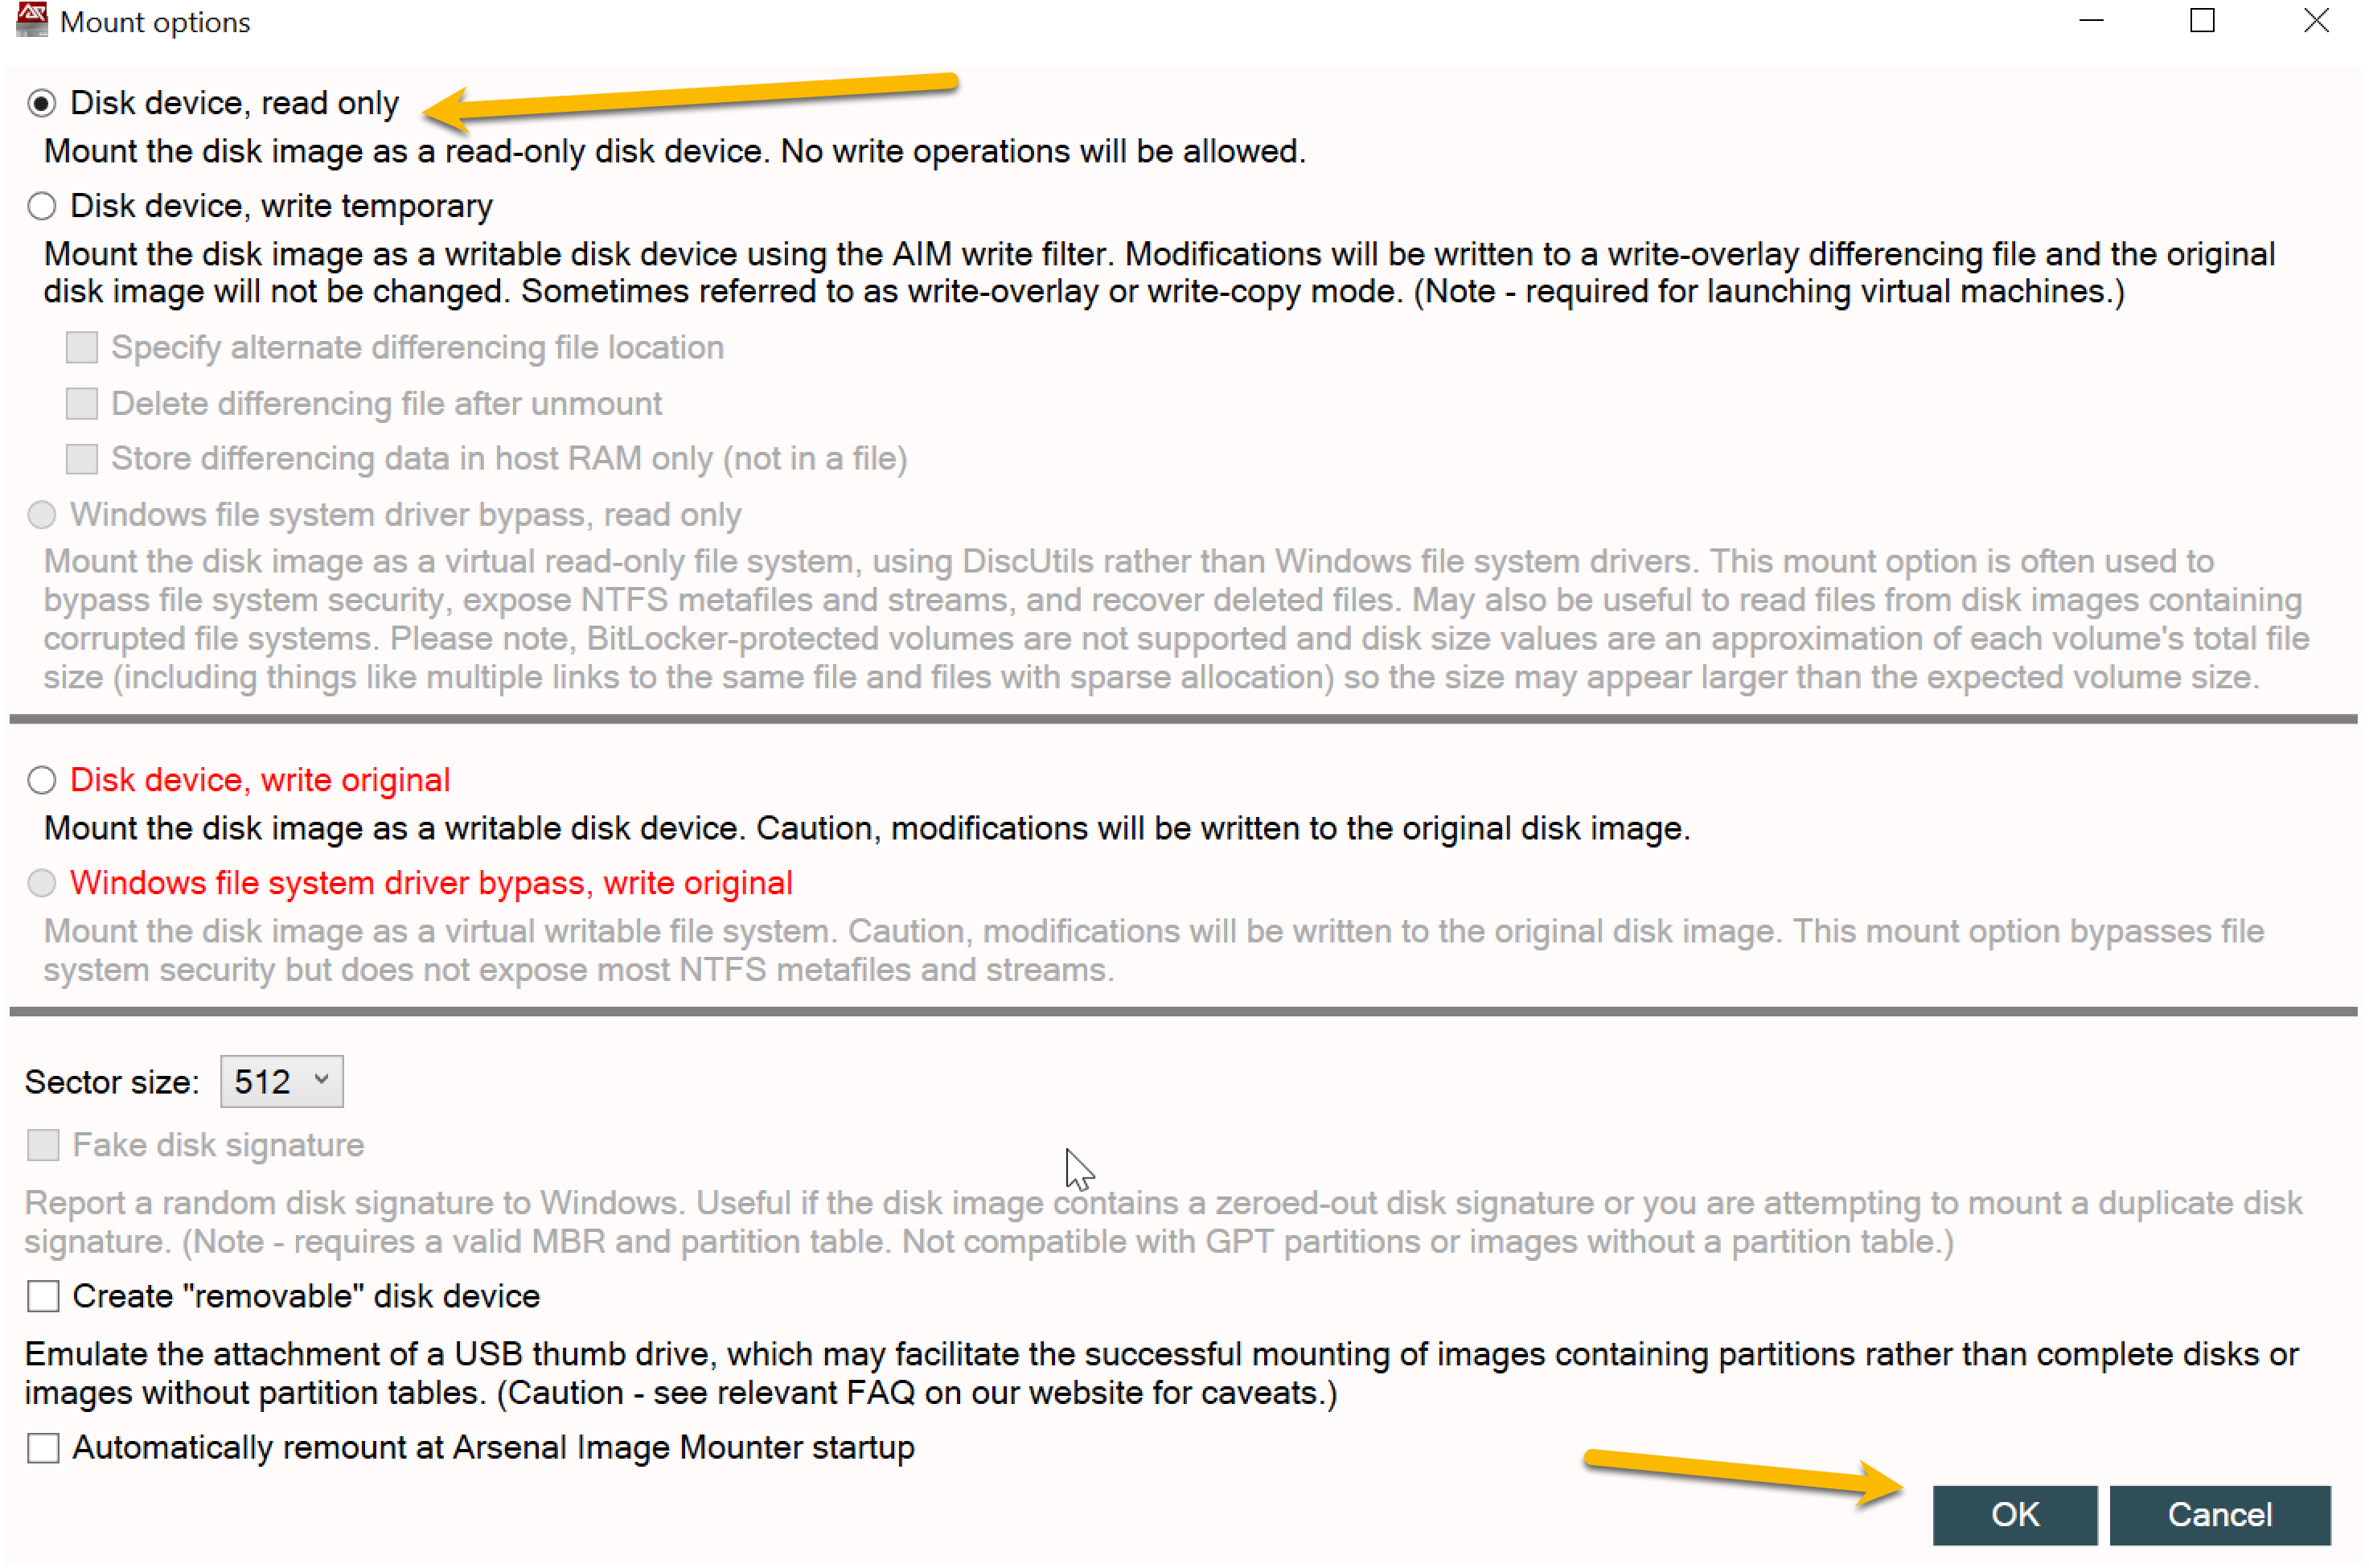 Mount options
Disk device, read only
Mount the disk image as a read-only disk device. No write operations will be allowed.
Disk device, write temporary
Mount the disk image as a writable disk device using the AIM write filter. Modifications will be written to a write-overlay differencing file and the original
disk image will not be changed. Sometimes referred to as write-overlay or write-copy mode. (Note - required for launching virtual machines.)
Specify alternate differencing file location
Delete differencing file after unmount
Store differencing data in host RAM only (not in a file)
Windows file system driver bypass, read only
Mount the disk image as a virtual read-only file system, using DiscUtils rather than Windows file system drivers. This mount option is often used to
bypass file system security, expose NTFS metafiles and streams, and recover deleted files. May also be useful to read files from disk images containing
corrupted file systems. Please note, BitLocker-protected volumes are not supported and disk size values are an approximation of each volume's total file
size (including things like multiple links to the same file and files with sparse allocation) so the size may appear larger than the expected volume size.
Disk device, write original
Mount the disk image as a writable disk device. Caution, modifications will be written to the original disk image.
Windows file system driver bypass, write original
Mount the disk image as a virtual writable file system. Caution, modifications will be written to the original disk image. This mount option bypasses file
system security but does not expose most NTFS metafiles and streams.
Sector size: 512
Fake disk signature
Report a random disk signature to Windows. Useful if the disk image contains a zeroed-out disk signature or you are attempting to mount a duplicate disk
signature. (Note - requires a valid MBR and partition table. Not compatible with GPT partitions or images without a partition table.)
Create "removable" disk device
Emulate the attachment of a USB thumb drive, which may facilitate the successful mounting of images containing partitions rather than complete disks or
images without partition tables. (Caution - see relevant FAQ on our website for caveats.)
Automatically remount at Arsenal Image Mounter startup
OK Cancel